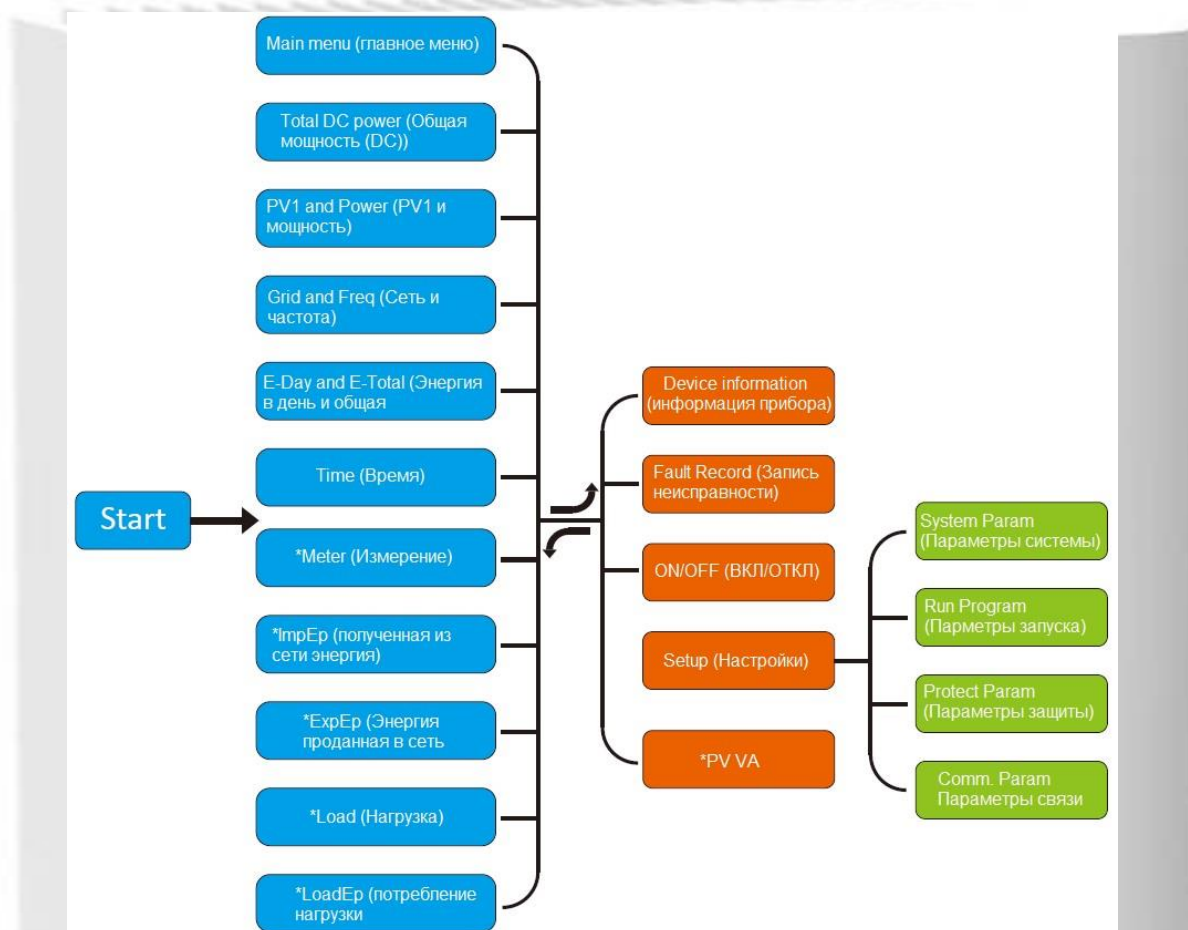 Main menu (главное меню)
Total DC power (Общая
мощность (DC))
PV1 and Power (PV1 и
мощность)
Grid and Freq (Сеть и
частота)
E-Day and E-Total (Энергия
в день и общая
Time (Время)
Start
*Meter (Измерение)
*ImpEp (полученная из
сети энергия)
*ExpEp (Энергия
проданная в сеть
*Load (Нагрузка)
*LoadEp (потребление
нагрузки
Device information
(информация прибора)
Fault Record (Запись
неисправности)
ON/OFF (ВКЛ/ОТКЛ)
Setup (Настройки)
*PV VA
System Param
(Параметры системы)
Run Program
(Парметры запуска)
Protect Param
(Параметры защиты)
Comm. Param
Параметры связи